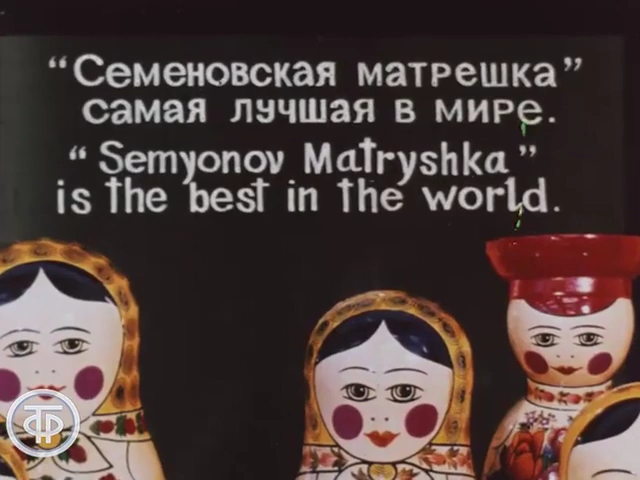 “Семеновская матрешка”
самая лучшая в мире.
“Semyonov Matryshka”
is the best in the world.